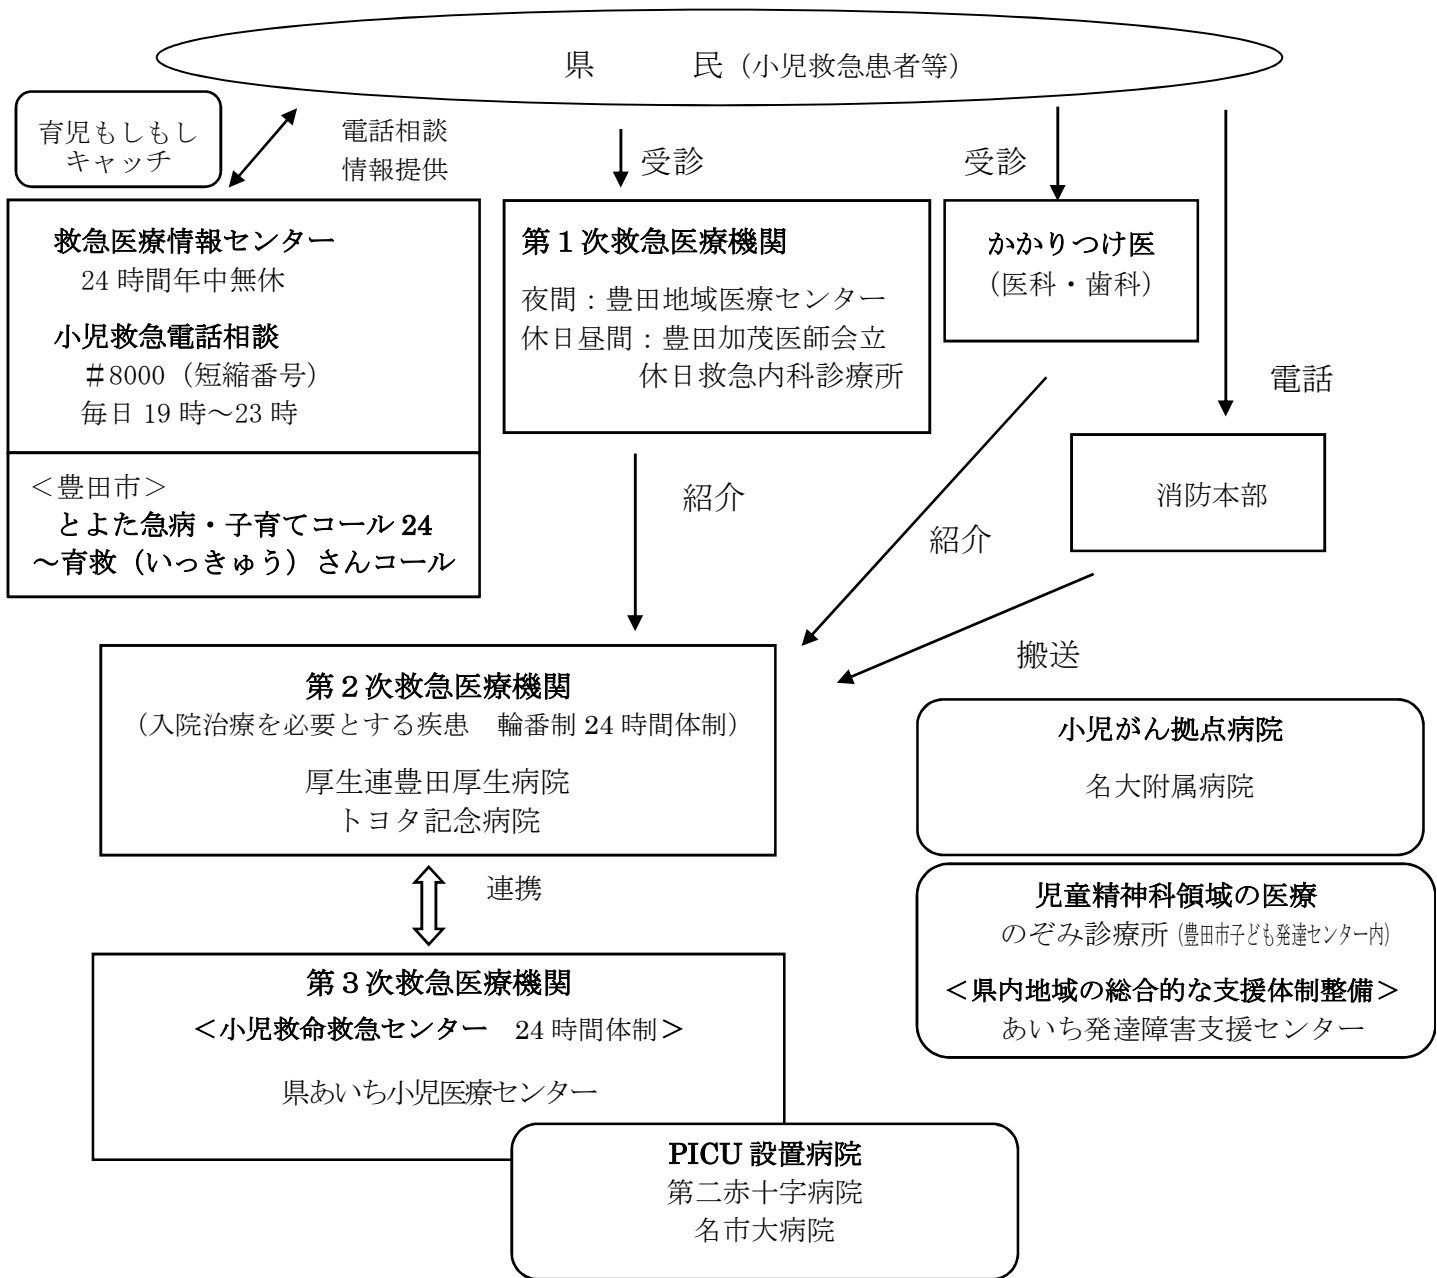 県　　民（小児救急患者等）
育児もしもし
キャッチ
電話相談
情報提供
受診
受診
救急医療情報センター
24 時間年中無休
小児救急電話相談
＃8000（短縮番号）
毎日 19 時～23 時
＜豊田市＞
とよた急病・子育てコール 24
～育救（いっきゅう）さんコール
第１次救急医療機関
夜間：豊田地域医療センター
休日昼間：豊田加茂医師会立
休日救急内科診療所
かかりつけ医
（医科・歯科）
電話
消防本部
紹介
紹介
搬送
第２次救急医療機関
（入院治療を必要とする疾患　輪番制 24 時間体制）
厚生連豊田厚生病院
トヨタ記念病院
連携
第３次救急医療機関
＜小児救命救急センター　24 時間体制＞
県あいち小児医療センター
PICU 設置病院
第二赤十字病院
名市大病院
小児がん拠点病院
名大附属病院
児童精神科領域の医療
のぞみ診療所（豊田市子ども発達センター内）
＜県内地域の総合的な支援体制整備＞
あいち発達障害支援センター